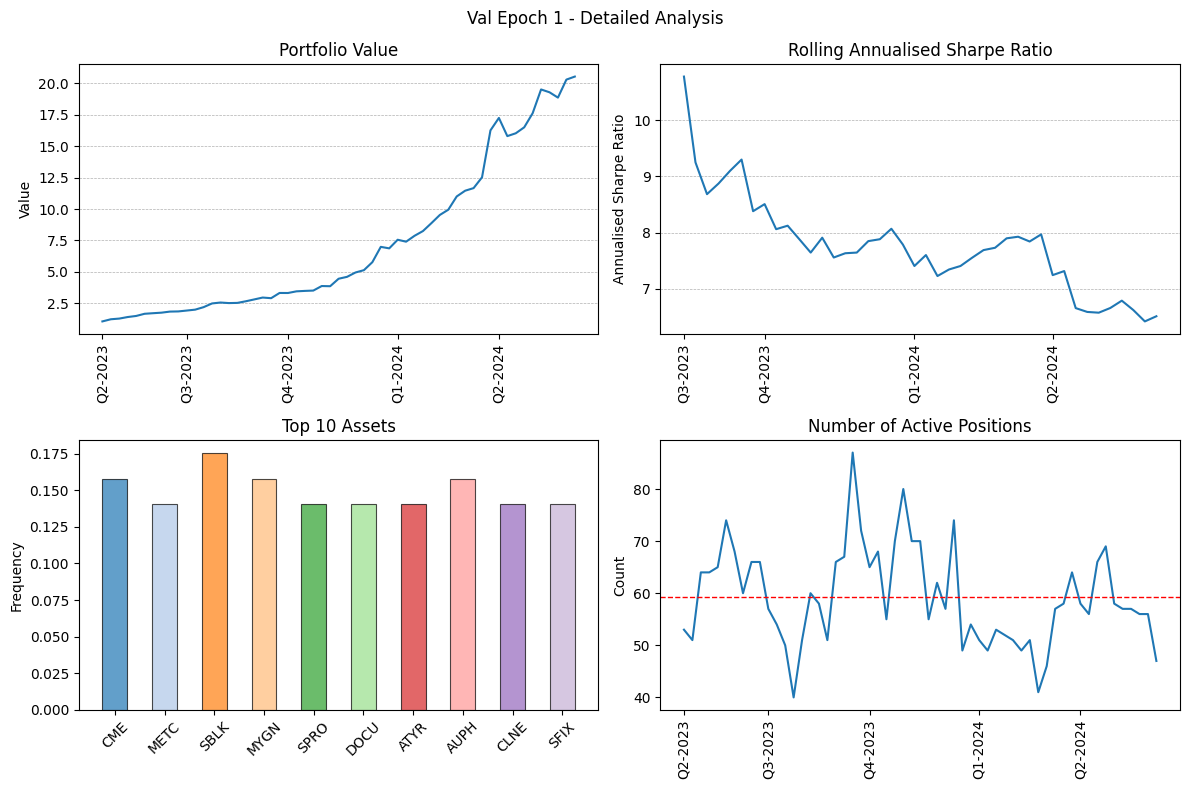 Val Epoch 1 - Detailed Analysis
Portfolio Value
Value
20.0
17.5
15.0
12.5
10.0
7.5
5.0
2.5
Q2-2023
Q3-2023
Q4-2023
Q1-2024
Q2-2024
Rolling Annualised Sharpe Ratio
Annualised Sharpe Ratio
10
9
8
7
Q3-2023
Q4-2023
Q1-2024
Q2-2024
Top 10 Assets
Frequency
0.175
0.150
0.125
0.100
0.075
0.050
0.025
0.000
CME
METC
SBLK
MYGN
SPRO
DOCU
ATYR
AUPH
CLNE
SFIX
Number of Active Positions
Count
80
70
60
50
40
Q2-2023
Q3-2023
Q4-2023
Q1-2024
Q2-2024